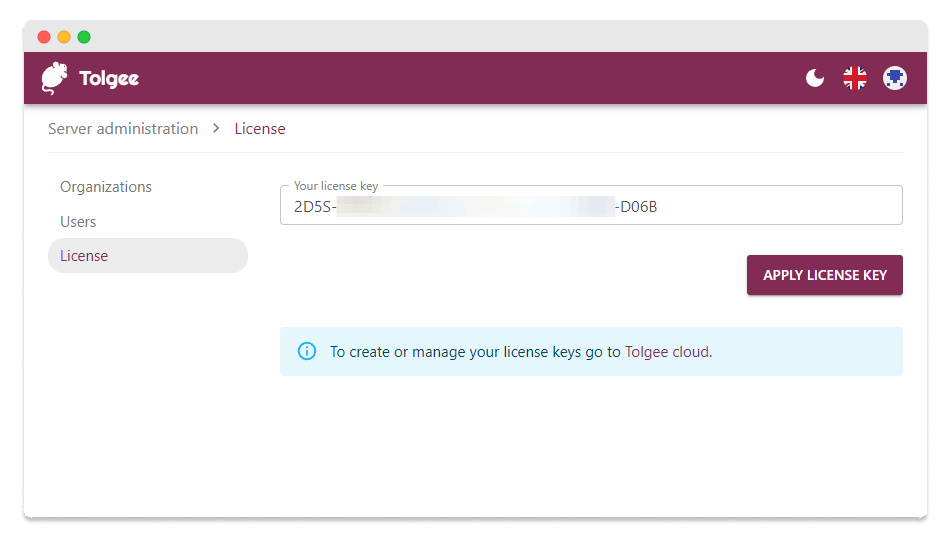 Tolgee
Server administration > License
Organizations
Users
License
Your license key
2D5S- -D06B
APPLY LICENSE KEY
To create or manage your license keys go to Tolgee cloud.